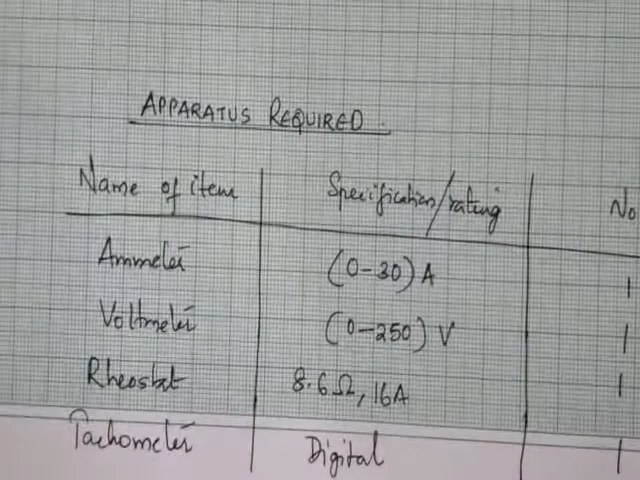 APPARATUS REQUIRED
Name of item Specification/rating No
Ammeter (0-30) A 1
Voltmeter (0-250) V 1
Rheostat 8.6Ω, 16A 1
Tachometer Digital 1